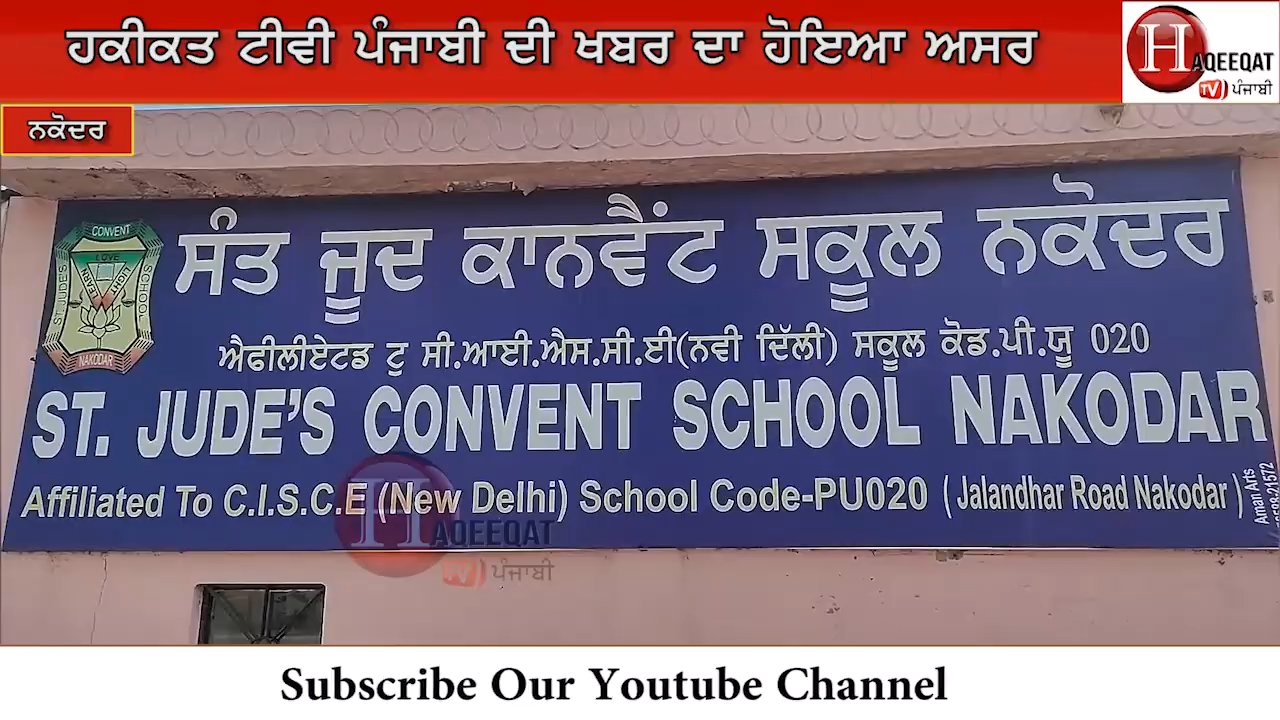 ਹਕੀਕਤ ਟੀਵੀ ਪੰਜਾਬੀ ਦੀ ਖਬਰ ਦਾ ਹੋਇਆ ਅਸਰ
HAQEEQAT
TV ਪੰਜਾਬੀ
ਨਕੋਦਰ
ਸੰਤ ਜੂਦ ਕਾਨਵੈਂਟ ਸਕੂਲ ਨਕੋਦਰ
CONVENT
LOVE
LEARN
LIGHT
ST. JUDE'S
SCHOOL
NAKODAR
ਐਫੀਲੀਏਟਡ ਟੁ ਸੀ.ਆਈ.ਐਸ.ਸੀ.ਈ(ਨਵੀ ਦਿੱਲੀ) ਸਕੂਲ ਕੋਡ.ਪੀ.ਯੂ 020
ST. JUDE'S CONVENT SCHOOL NAKODAR
Affiliated To C.I.S.C.E (New Delhi) School Code-PU020 ( Jalandhar Road Nakodar )
Aman Arts
HAQEEQAT
TV ਪੰਜਾਬੀ
Subscribe Our Youtube Channel